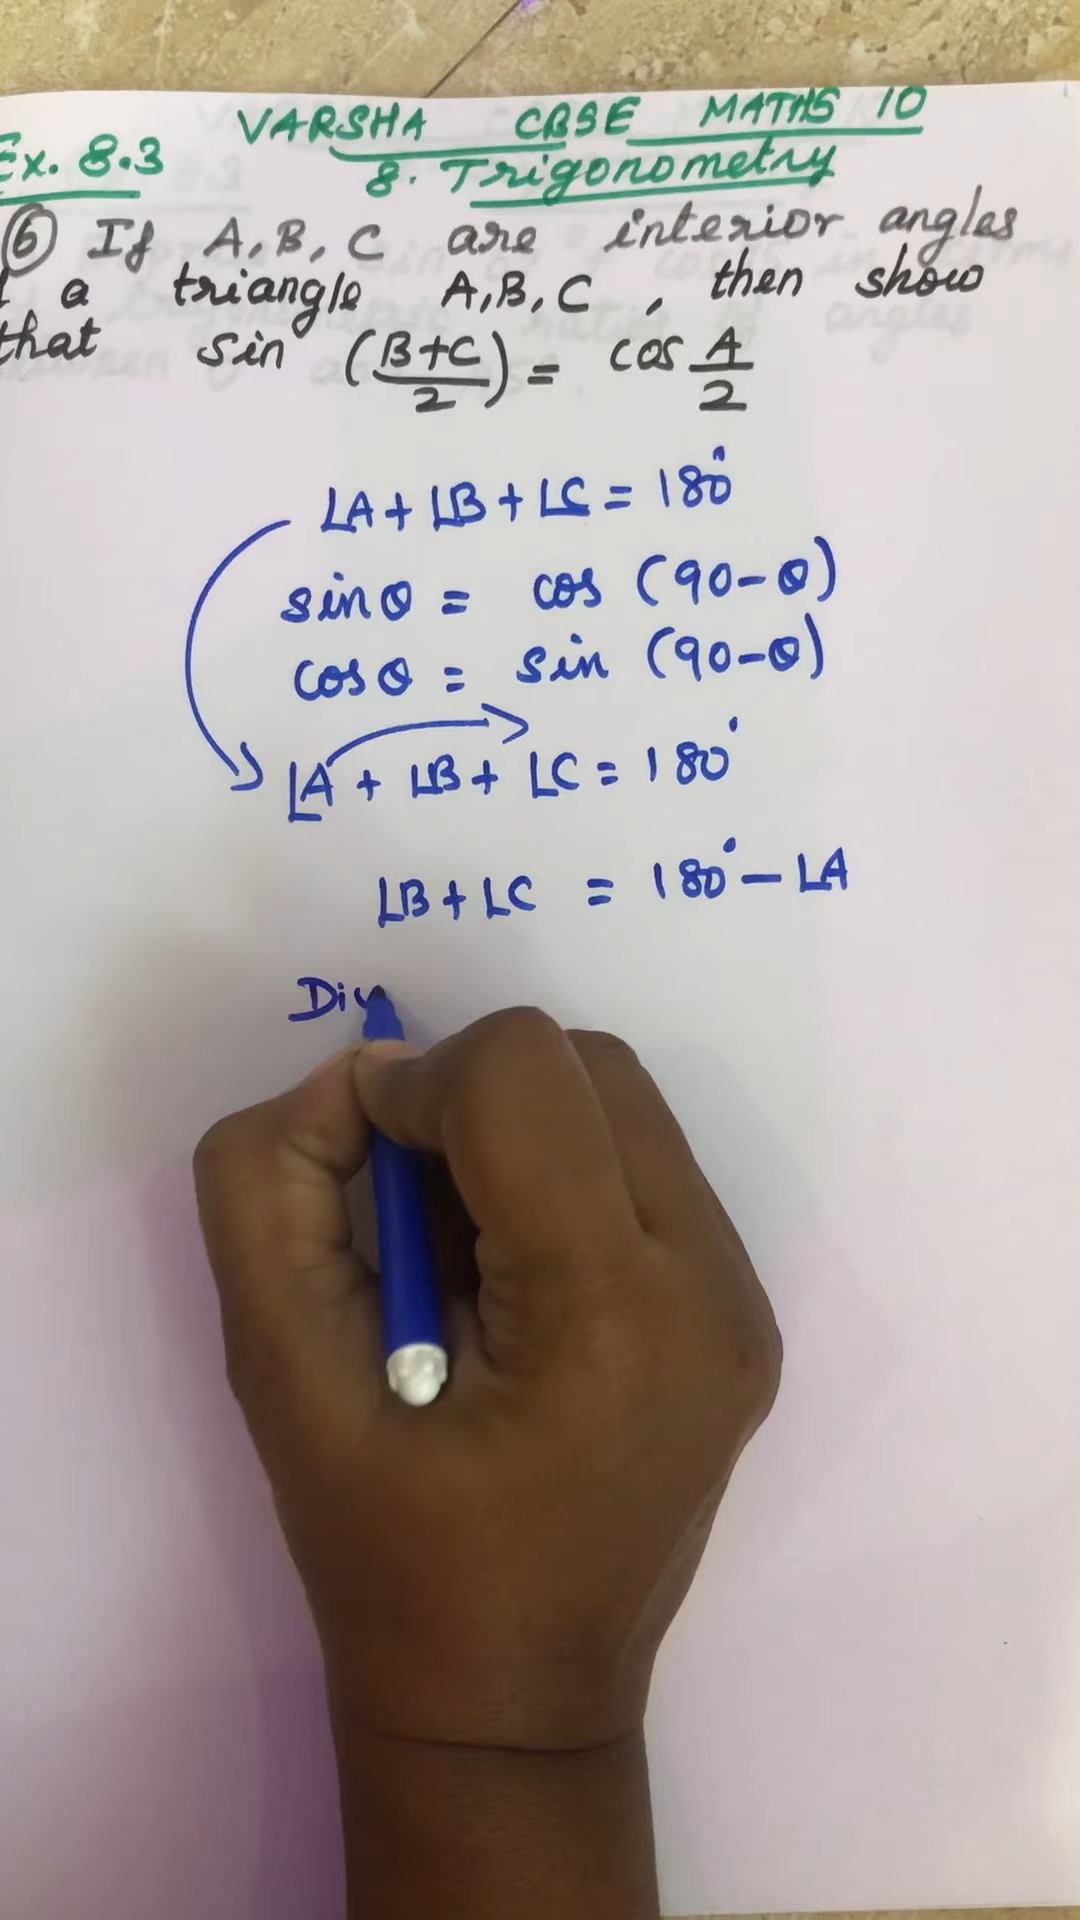 VARSHA CBSE MATHS 10
Ex. 8.3 8. Trigonometry
⑥ If A, B, C are interior angles
a triangle A, B, C , then show
that sin (B+C/2) = cos A/2
∠A + ∠B + ∠C = 180°
sin θ = cos (90-θ)
cos θ = sin (90-θ)
∠A + ∠B + ∠C = 180°
∠B + ∠C = 180° - ∠A
Div